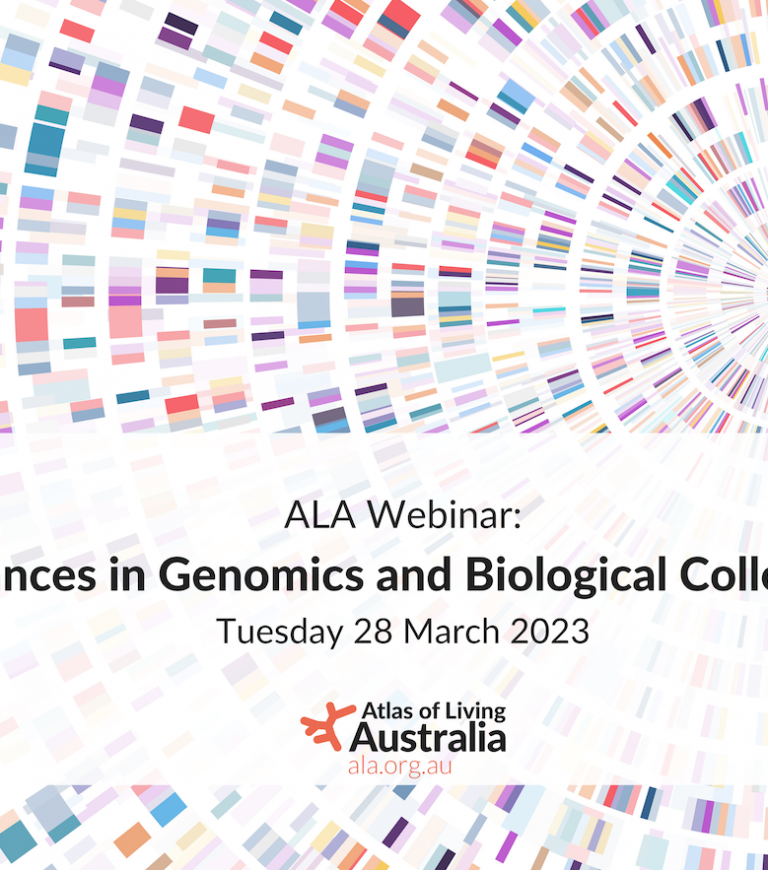 ALA Webinar:
nces in Genomics and Biological Colle
Tuesday 28 March 2023
Atlas of Living
Australia
ala.org.au